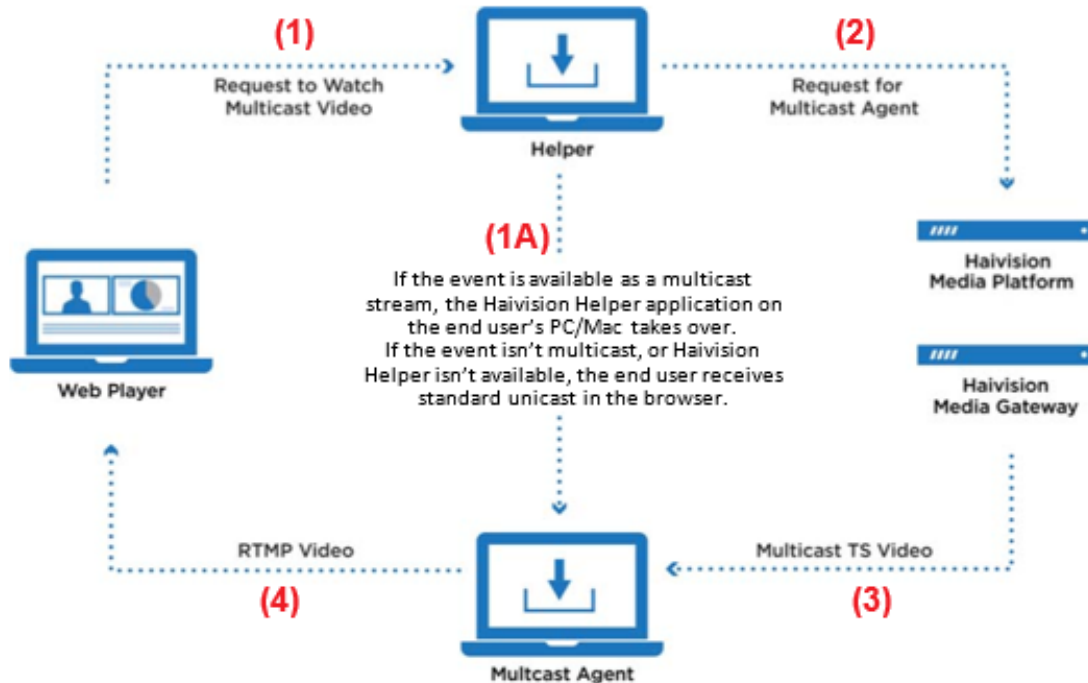 (1)
Request to Watch
Multicast Video
Helper
(2)
Request for
Multicast Agent
(1A)
If the event is available as a multicast
stream, the Haivision Helper application on
the end user's PC/Mac takes over.
If the event isn't multicast, or Haivision
Helper isn't available, the end user receives
standard unicast in the browser.
Web Player
Haivision
Media Platform
Haivision
Media Gateway
RTMP Video
(4)
Multcast Agent
Multicast TS Video
(3)